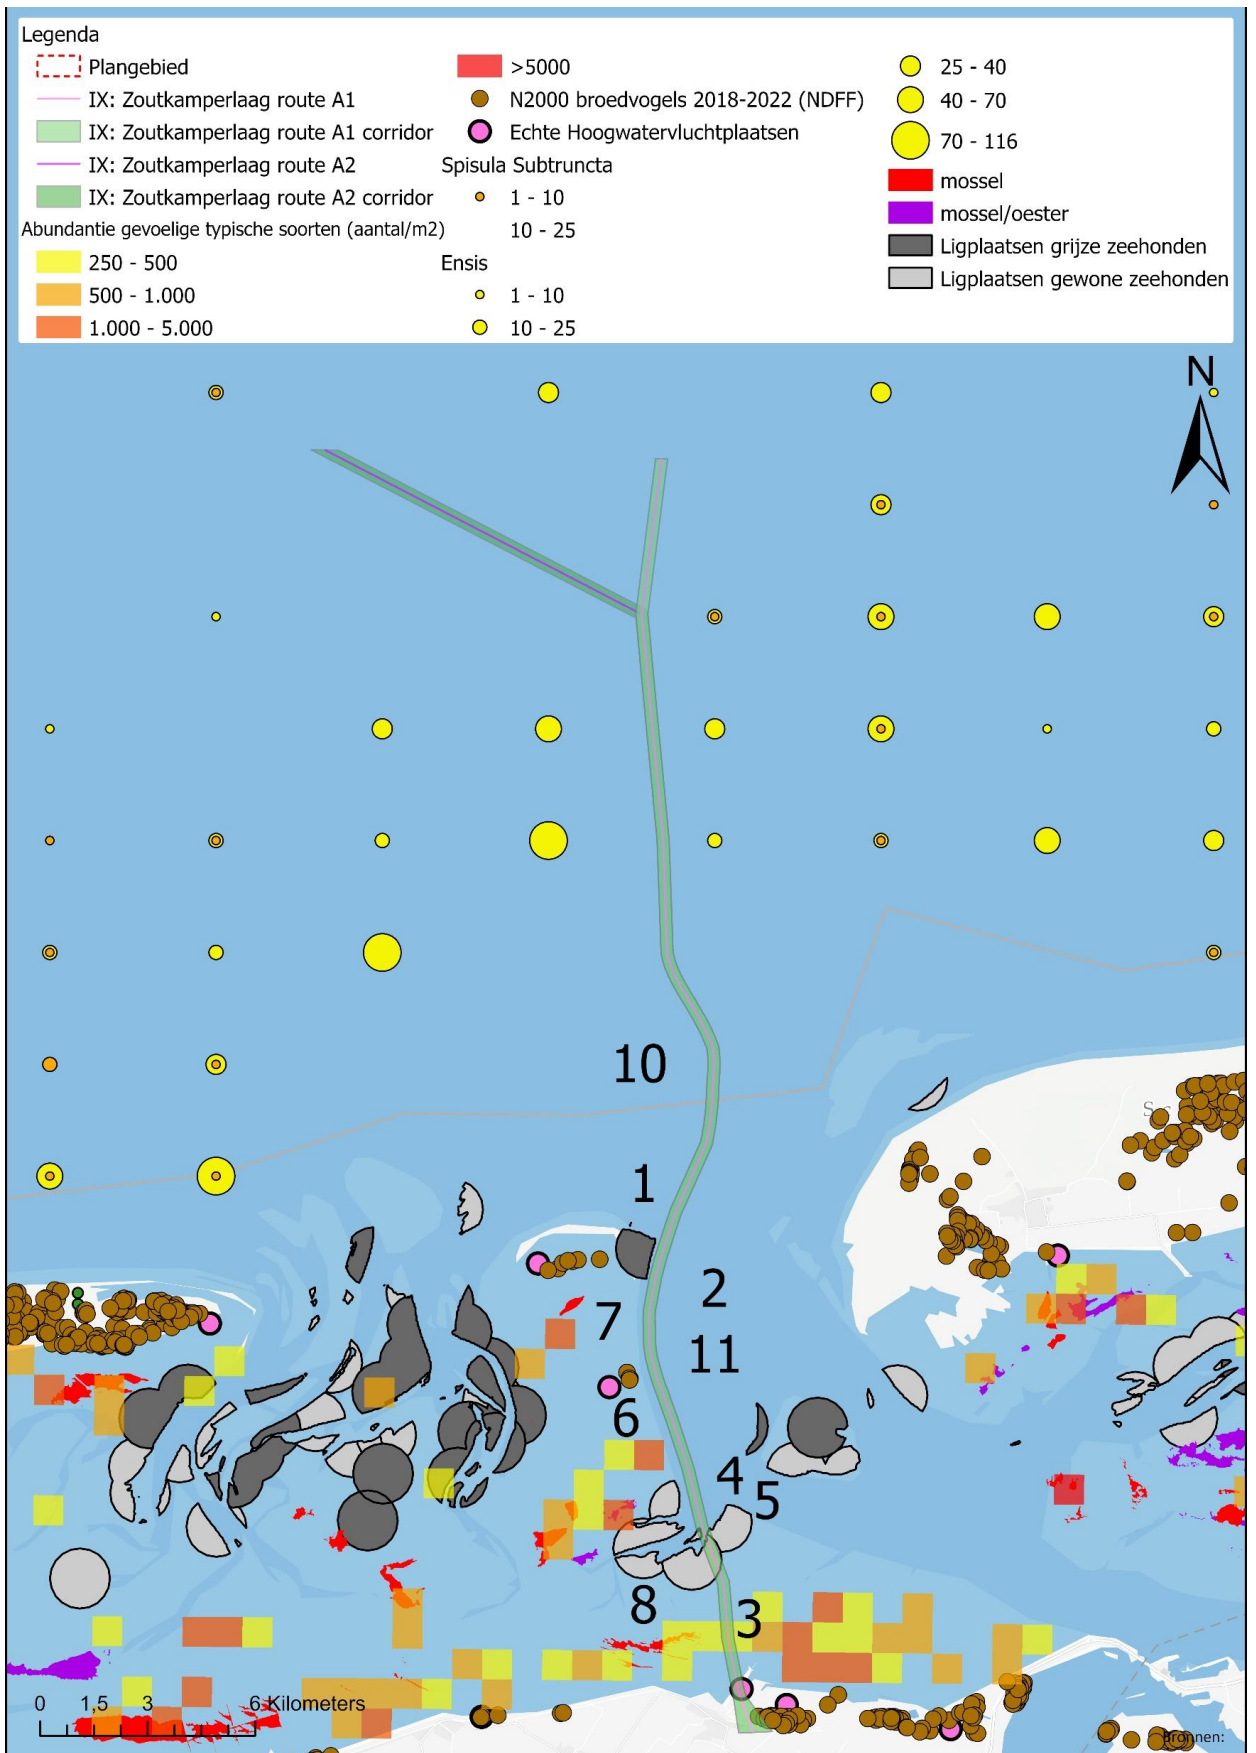 Legenda
Plangebied
IX: Zoutkamperlaag route A1
IX: Zoutkamperlaag route A1 corridor
IX: Zoutkamperlaag route A2
IX: Zoutkamperlaag route A2 corridor
Abundantie gevoelige typische soorten (aantal/m2)
250 - 500
500 - 1.000
1.000 - 5.000
>5000
N2000 broedvogels 2018-2022 (NDFF)
Echte Hoogwatervluchtplaatsen
Spisula Subtruncta
1 - 10
10 - 25
Ensis
1 - 10
10 - 25
25 - 40
40 - 70
70 - 116
mossel
mossel/oester
Ligplaatsen grijze zeehonden
Ligplaatsen gewone zeehonden
N
10
1
2
7
11
6
4
5
8
3
0 1,5 3 6 Kilometers
Bronnen: